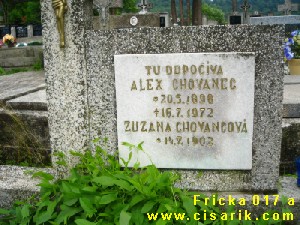 TU ODPOČÍVA
ALEX CHOVANEC
*20.5.1898
†16.7.1972
ZUZANA CHOVANCOVÁ
*14.9.1902
Fricka 017 a
www.cisarik.com/